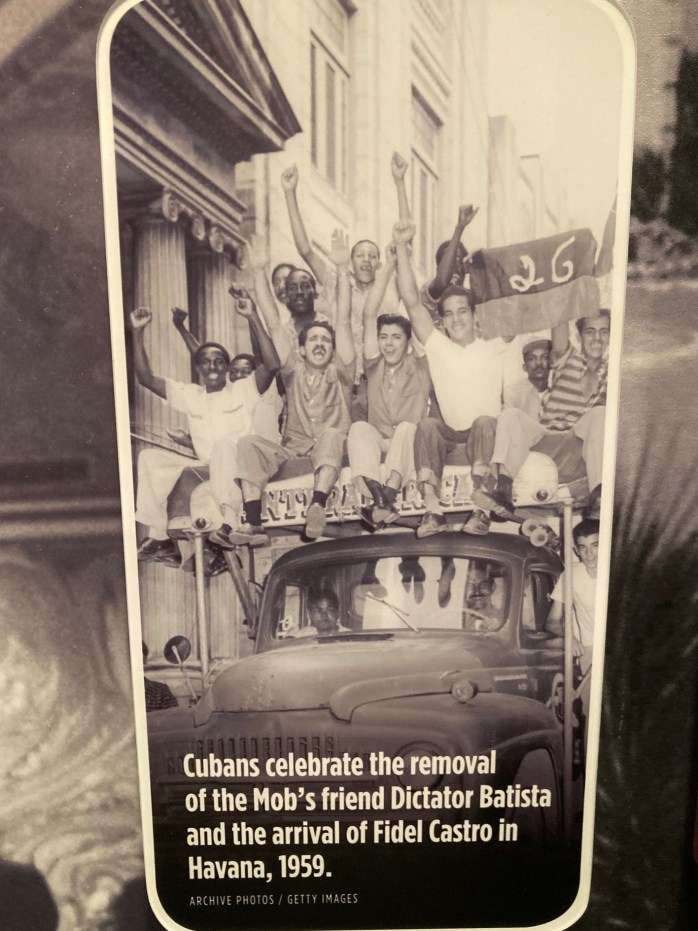 26
Cubans celebrate the removal
of the Mob's friend Dictator Batista
and the arrival of Fidel Castro in
Havana, 1959.
ARCHIVE PHOTOS / GETTY IMAGES